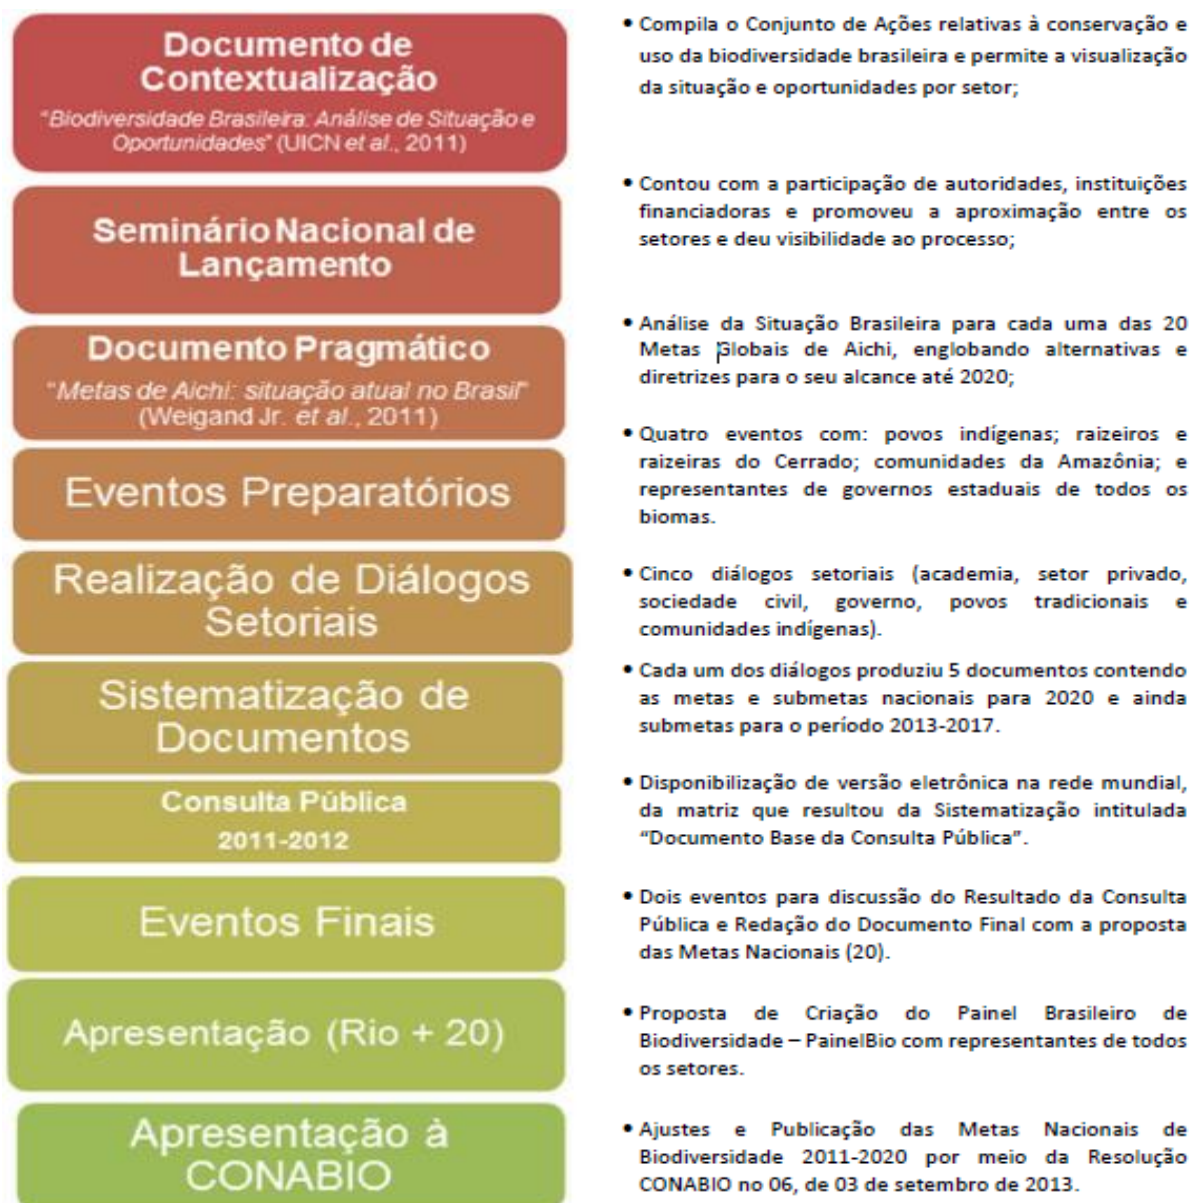 Documento de
Contextualização
"Biodiversidade Brasileira: Análise de Situação e
Oportunidades" (UICN et al., 2011)
• Compila o Conjunto de Ações relativas à conservação e
uso da biodiversidade brasileira e permite a visualização
da situação e oportunidades por setor;
Seminário Nacional de
Lançamento
• Contou com a participação de autoridades, instituições
financiadoras e promoveu a aproximação entre os
setores e deu visibilidade ao processo;
Documento Pragmático
"Metas de Aichi: situação atual no Brasil"
(Weigand Jr. et al., 2011)
• Análise da Situação Brasileira para cada uma das 20
Metas Globais de Aichi, englobando alternativas e
diretrizes para o seu alcance até 2020;
Eventos Preparatórios
• Quatro eventos com: povos indígenas; raizeiros e
raizeiras do Cerrado; comunidades da Amazônia; e
representantes de governos estaduais de todos os
biomas.
Realização de Diálogos
Setoriais
• Cinco diálogos setoriais (academia, setor privado,
sociedade civil, governo, povos tradicionais e
comunidades indígenas).
Sistematização de
Documentos
• Cada um dos diálogos produziu 5 documentos contendo
as metas e submetas nacionais para 2020 e ainda
submetas para o período 2013-2017.
Consulta Pública
2011-2012
• Disponibilização de versão eletrônica na rede mundial,
da matriz que resultou da Sistematização intitulada
"Documento Base da Consulta Pública".
Eventos Finais
• Dois eventos para discussão do Resultado da Consulta
Pública e Redação do Documento Final com a proposta
das Metas Nacionais (20).
Apresentação (Rio + 20)
• Proposta de Criação do Painel Brasileiro de
Biodiversidade – PainelBio com representantes de todos
os setores.
Apresentação à
CONABIO
• Ajustes e Publicação das Metas Nacionais de
Biodiversidade 2011-2020 por meio da Resolução
CONABIO no 06, de 03 de setembro de 2013.